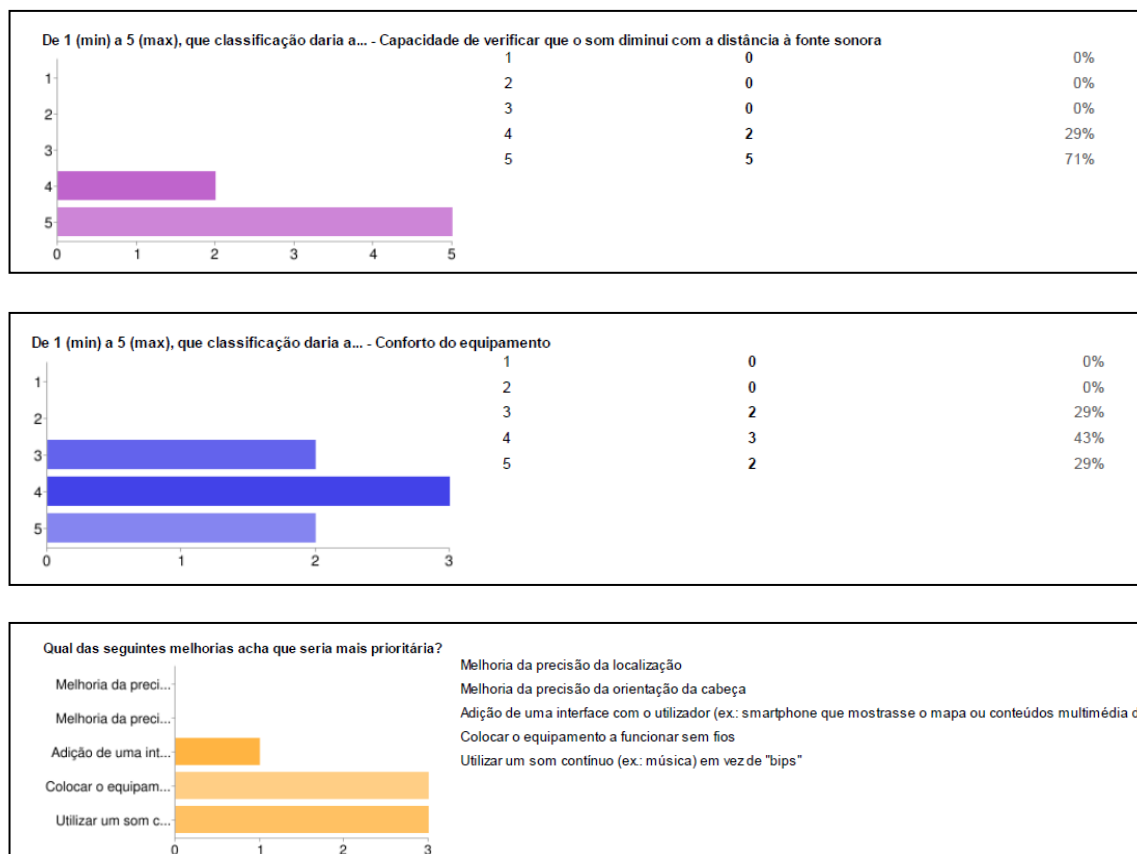 De 1 (min) a 5 (max), que classificação daria a... - Capacidade de verificar que o som diminui com a distância à fonte sonora
1 0 0%
2 0 0%
3 0 0%
4 2 29%
5 5 71%
1
2
3
4
5
0 1 2 3 4 5
De 1 (min) a 5 (max), que classificação daria a... - Conforto do equipamento
1 0 0%
2 0 0%
3 2 29%
4 3 43%
5 2 29%
1
2
3
4
5
0 1 2 3
Qual das seguintes melhorias acha que seria mais prioritária?
Melhoria da preci...
Melhoria da preci...
Adição de uma int...
Colocar o equipam...
Utilizar um som c...
0 1 2 3
Melhoria da precisão da localização
Melhoria da precisão da orientação da cabeça
Adição de uma interface com o utilizador (ex.: smartphone que mostrasse o mapa ou conteúdos multimédia d
Colocar o equipamento a funcionar sem fios
Utilizar um som contínuo (ex.: música) em vez de "bips"